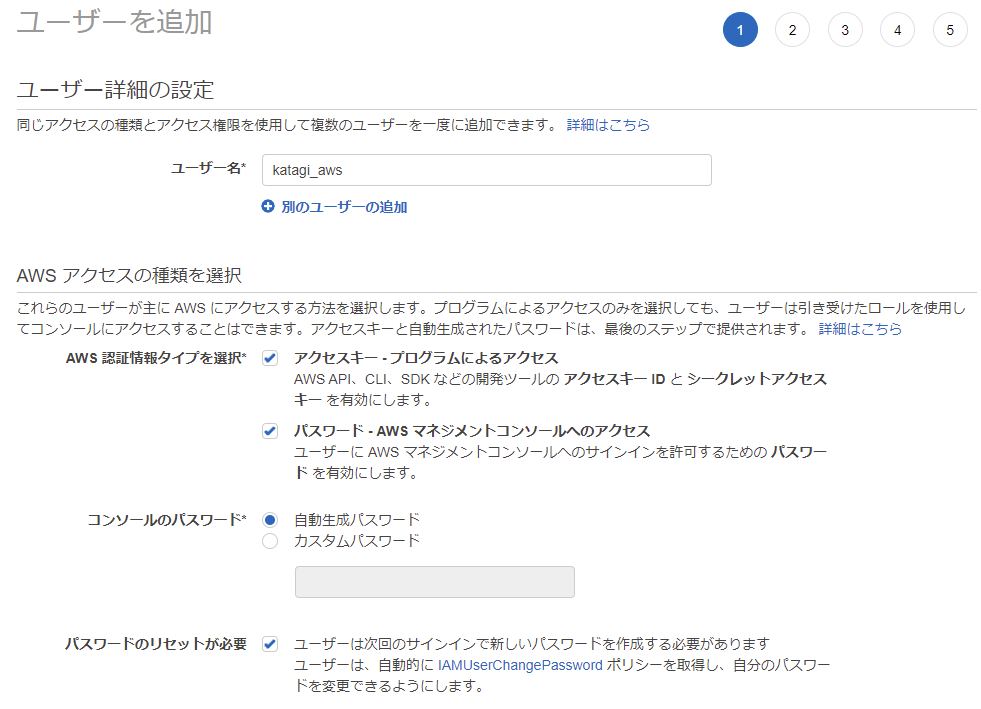 ユーザーを追加
1 2 3 4 5
ユーザー詳細の設定
同じアクセスの種類とアクセス権限を使用して複数のユーザーを一度に追加できます。 詳細はこちら
ユーザー名* katagi_aws
別のユーザーの追加
AWS アクセスの種類を選択
これらのユーザーが主に AWS にアクセスする方法を選択します。プログラムによるアクセスのみを選択しても、ユーザーは引き受けたロールを使用し
てコンソールにアクセスすることはできます。アクセスキーと自動生成されたパスワードは、最後のステップで提供されます。 詳細はこちら
AWS 認証情報タイプを選択* アクセスキー - プログラムによるアクセス
AWS API、CLI、SDK などの開発ツールの アクセスキー ID と シークレットアクセス
キー を有効にします。
パスワード - AWS マネジメントコンソールへのアクセス
ユーザーに AWS マネジメントコンソールへのサインインを許可するための パスワー
ド を有効にします。
コンソールのパスワード* 自動生成パスワード
カスタムパスワード
パスワードのリセットが必要 ユーザーは次回のサインインで新しいパスワードを作成する必要があります
ユーザーは、自動的に IAMUserChangePassword ポリシーを取得し、自分のパスワー
ドを変更できるようにします。